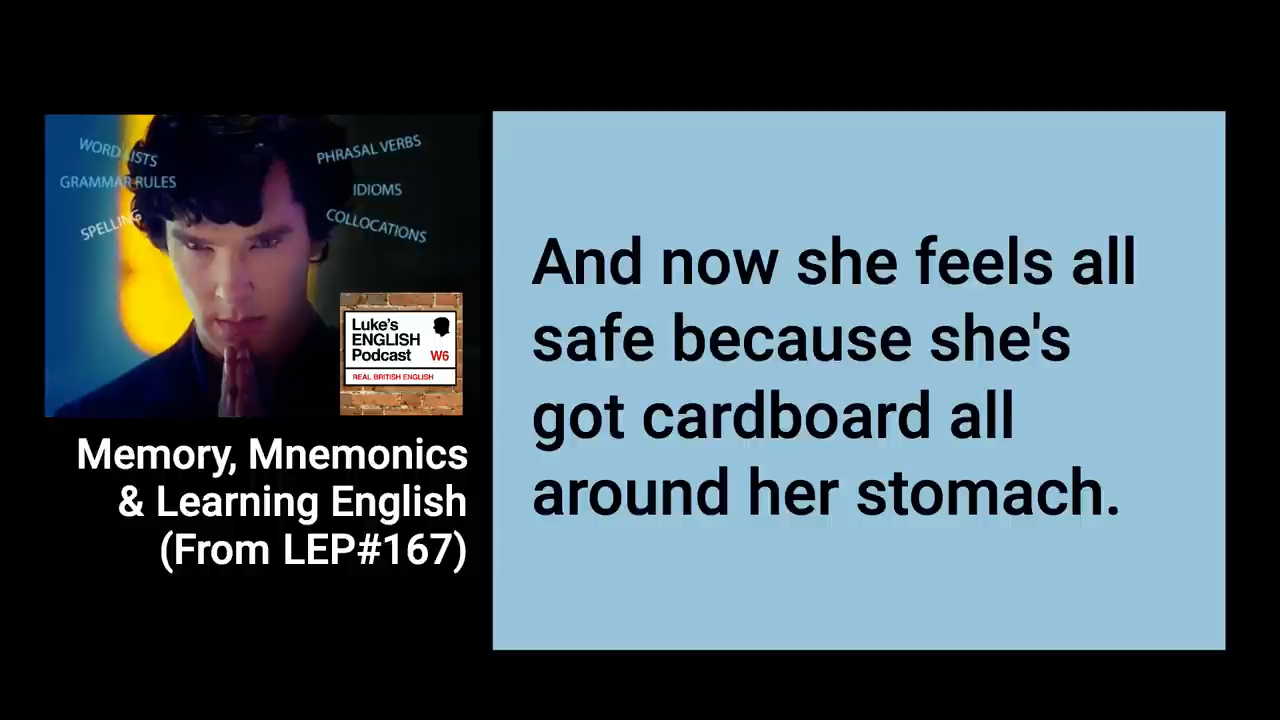 WORD LISTS
GRAMMAR RULES
SPELLING
PHRASAL VERBS
IDIOMS
COLLOCATIONS
Luke's
ENGLISH
Podcast W6
REAL BRITISH ENGLISH
Memory, Mnemonics
& Learning English
(From LEP#167)
And now she feels all
safe because she's
got cardboard all
around her stomach.